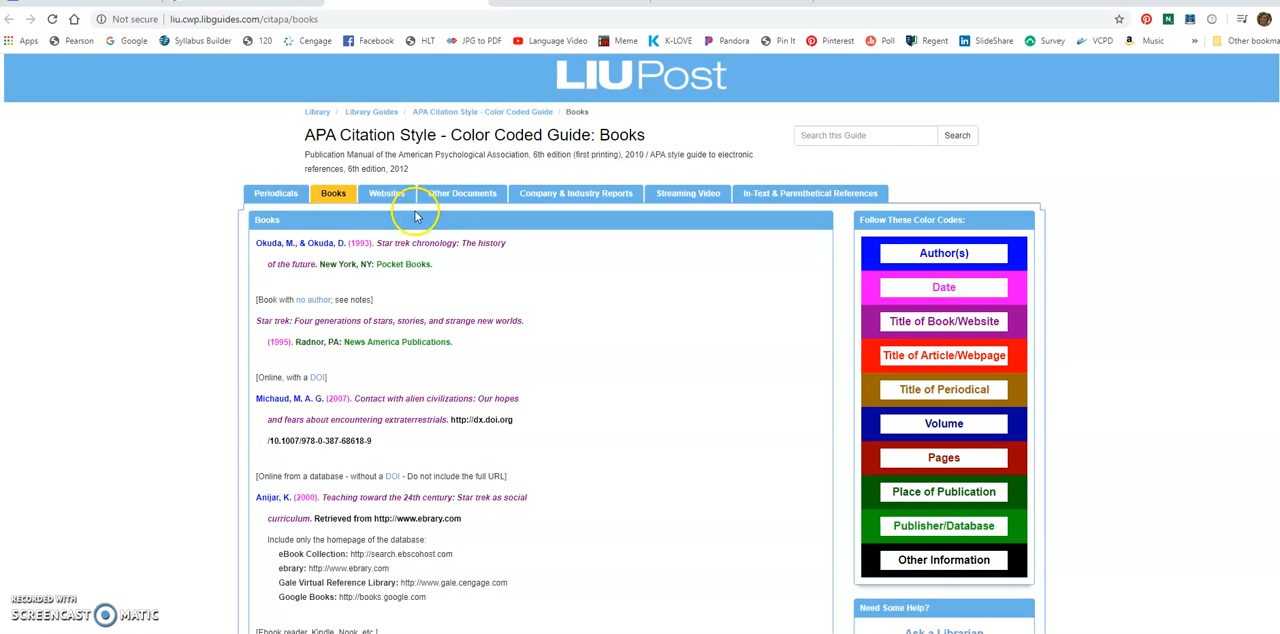 Not secure | liu.cwp.libguides.com/citapa/books
Apps Pearson Google Syllabus Builder 120 Cengage Facebook HLT JPG to PDF Language Video Meme K-LOVE Pandora Pin It Pinterest Poll Regent SlideShare Survey VCPD Music » Other bookma
LIU Post
Library / Library Guides / APA Citation Style - Color Coded Guide / Books
APA Citation Style - Color Coded Guide: Books
Search this Guide Search
Publication Manual of the American Psychological Association, 6th edition (first printing), 2010 / APA style guide to electronic
references, 6th edition, 2012
Periodicals Books Websites Other Documents Company & Industry Reports Streaming Video In-Text & Parenthetical References
Books
Okuda, M., & Okuda, D. (1993). Star trek chronology: The history
of the future. New York, NY: Pocket Books.
[Book with no author; see notes]
Star trek: Four generations of stars, stories, and strange new worlds.
(1995). Radnor, PA: News America Publications.
[Online, with a DOI]
Michaud, M. A. G. (2007). Contact with alien civilizations: Our hopes
and fears about encountering extraterrestrials. http://dx.doi.org
/10.1007/978-0-387-68618-9
[Online from a database - without a DOI - Do not include the full URL]
Anijar, K. (2000). Teaching toward the 24th century: Star trek as social
curriculum. Retrieved from http://www.ebrary.com
Include only the homepage of the database:
eBook Collection: http://search.ebscohost.com
ebrary: http://www.ebrary.com
Gale Virtual Reference Library: http://www.gale.cengage.com
Google Books: http://books.google.com
[Ebook reader, Kindle, Nook, etc.]
Follow These Color Codes:
Author(s)
Date
Title of Book/Website
Title of Article/Webpage
Title of Periodical
Volume
Pages
Place of Publication
Publisher/Database
Other Information
Need Some Help?
Ask a Librarian
RECORDED WITH
SCREENCAST MATIC